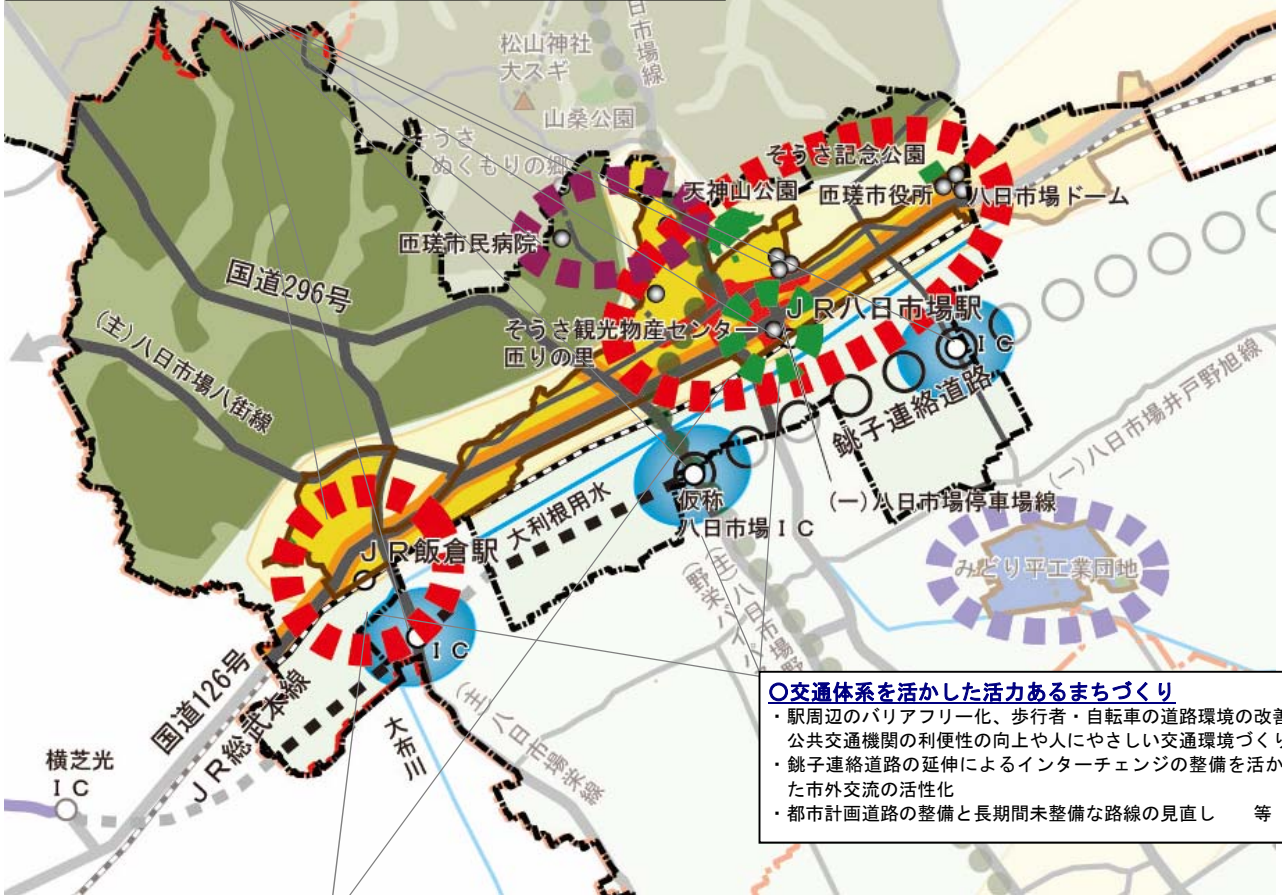 八日市場線
松山神社
大スギ
山桑公園
そうさ
ぬくもりの郷
そうさ記念公園
天神山公園
匝瑳市役所
八日市場ドーム
匝瑳市民病院
国道296号
(主)八日市場八街線
JR八日市場駅
そうさ観光物産センター
匝りの里
IC
銚子連絡道路
(一)八日市場井戸野旭線
仮称
八日市場IC
(一)八日市場停車場線
大利根用水
JR飯倉駅
みどり平工業団地
IC
(主)八日市場野
(野栄バイパ
国道126号
JR総武本線
大布川
(主)八日市場栄線
横芝光
IC
○交通体系を活かした活力あるまちづくり
・駅周辺のバリアフリー化、歩行者・自転車の道路環境の改善
公共交通機関の利便性の向上や人にやさしい交通環境づくり
・銚子連絡道路の延伸によるインターチェンジの整備を活か
た市外交流の活性化
・都市計画道路の整備と長期間未整備な路線の見直し 等